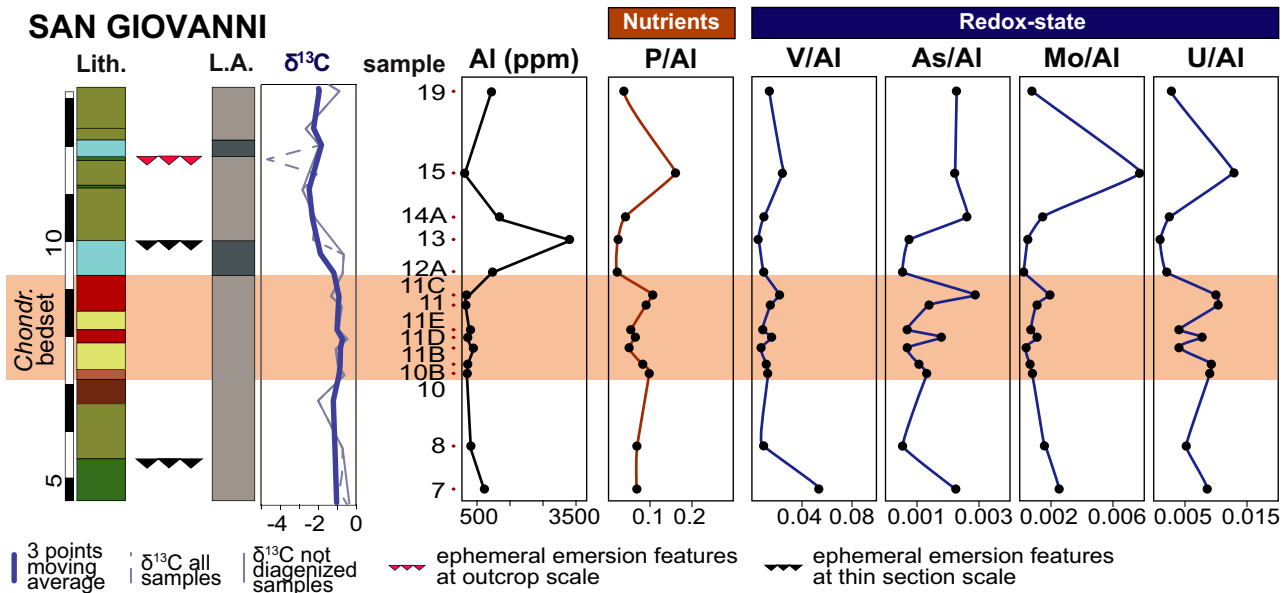 SAN GIOVANNI
Nutrients
Redox-state
Lith.
L.A.
δ13C
sample
Al (ppm)
P/Al
V/Al
As/Al
Mo/Al
U/Al
19
15
14A
10
13
12A
11C
11
11E
11D
11B
10B
10
8
7
5
Chondr.
bedset
-4 -2 0
500 3500
0.1 0.2
0.04 0.08
0.001 0.003
0.002 0.006
0.005 0.015
3 points
moving
average
δ13C all
samples
δ13C not
diagenized
samples
ephemeral emersion features
at outcrop scale
ephemeral emersion features
at thin section scale